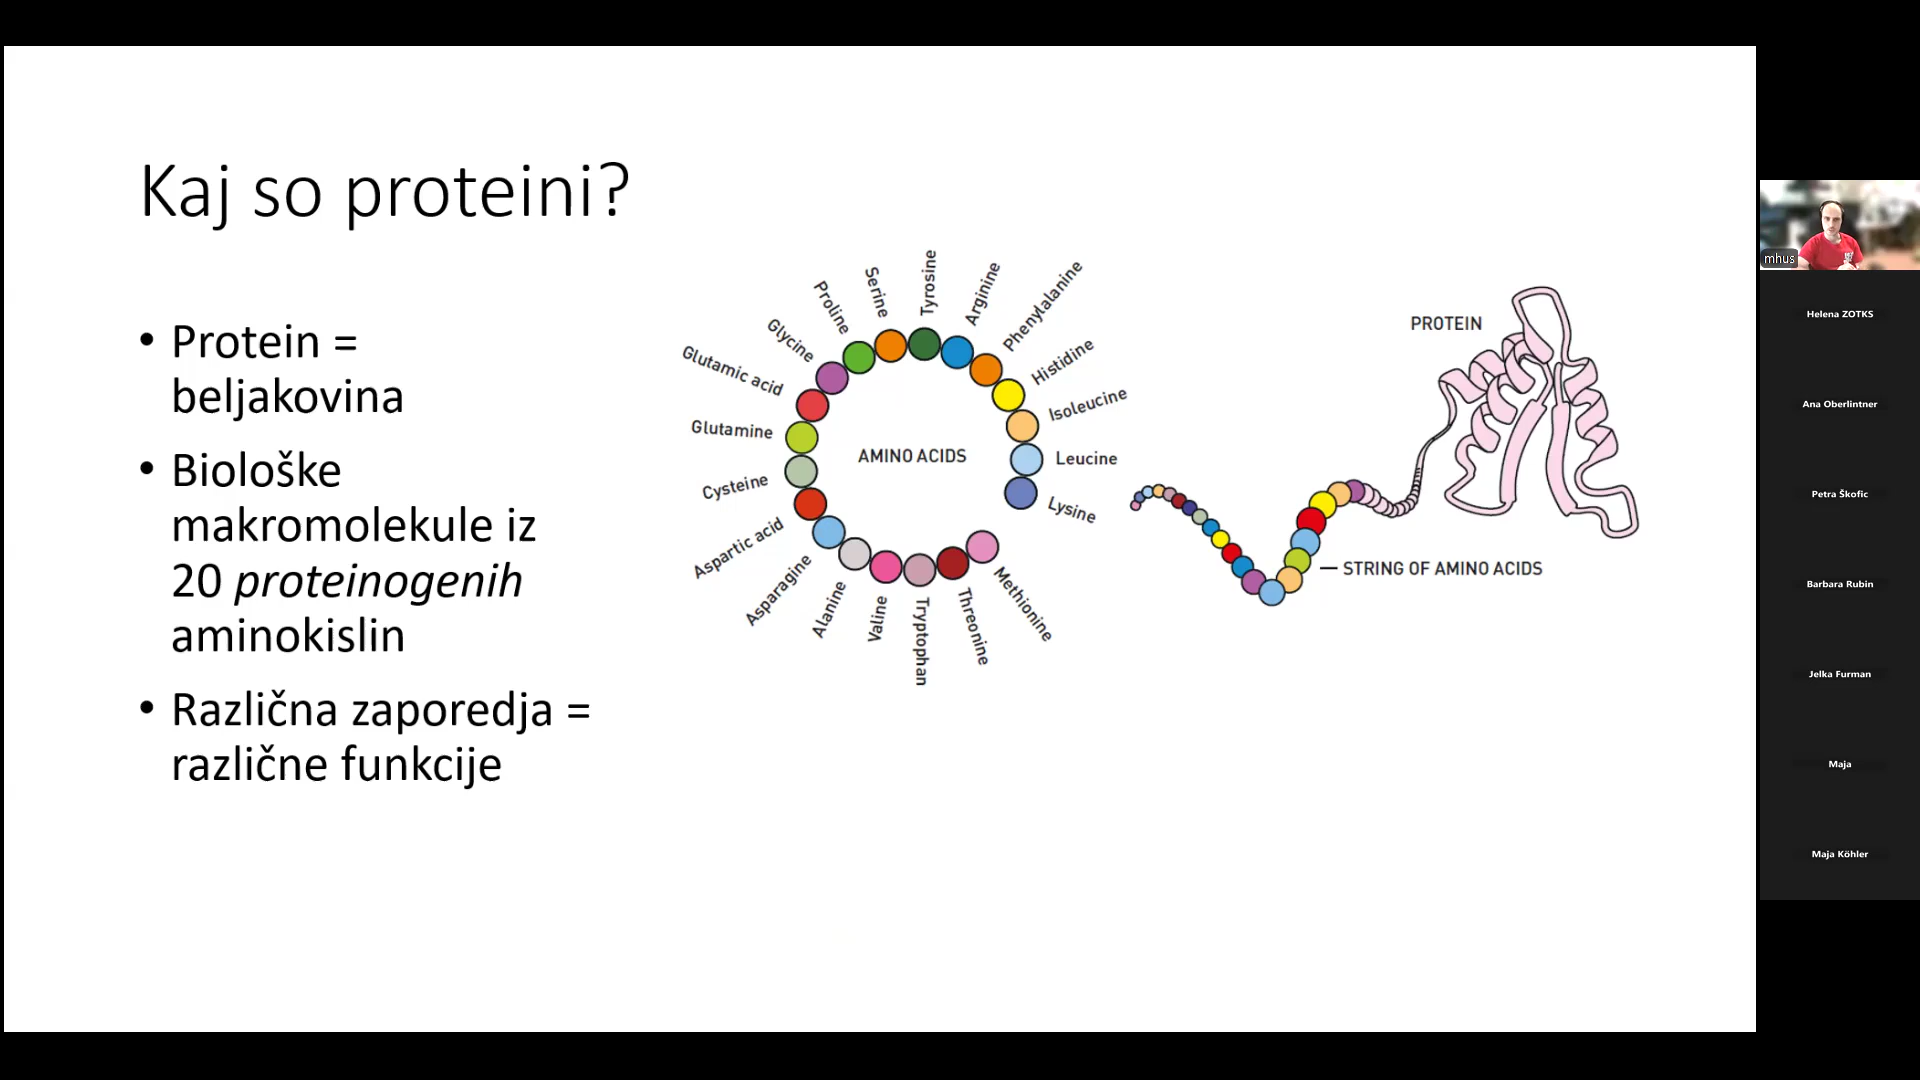 Kaj so proteini?
• Protein =
beljakovina
• Biološke
makromolekule iz
20 proteinogenih
aminokislin
• Različna zaporedja =
različne funkcije
AMINO ACIDS
Methionine
Threonine
Tryptophan
Valine
Alanine
Asparagine
Aspartic acid
Cysteine
Glutamine
Glutamic acid
Glycine
Proline
Serine
Tyrosine
Arginine
Phenylalanine
Histidine
Isoleucine
Leucine
Lysine
PROTEIN
STRING OF AMINO ACIDS
mhus
Helena ZOTKS
Ana Oberlintner
Petra Škofic
Barbara Rubin
Jelka Furman
Maja
Maja Köhler